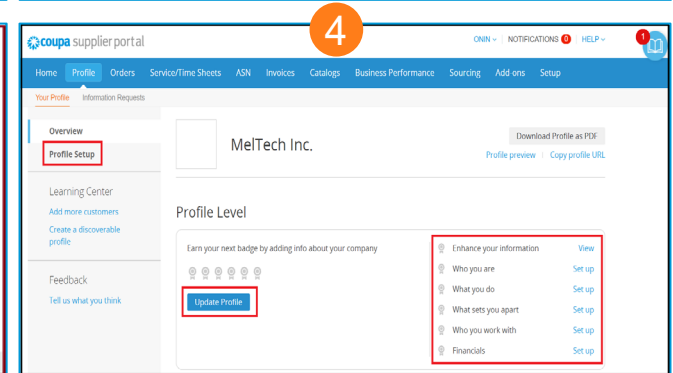 4
coupa supplier portal
ONIN NOTIFICATIONS 0 HELP
1
Home Profile Orders Service/Time Sheets ASN Invoices Catalogs Business Performance Sourcing Add-ons Setup
Your Profile Information Requests
Overview
Profile Setup
MelTech Inc.
Download Profile as PDF
Profile preview | Copy profile URL
Learning Center
Add more customers
Create a discoverable
profile
Feedback
Tell us what you think
Profile Level
Earn your next badge by adding info about your company
Update Profile
Enhance your information View
Who you are Set up
What you do Set up
What sets you apart Set up
Who you work with Set up
Financials Set up